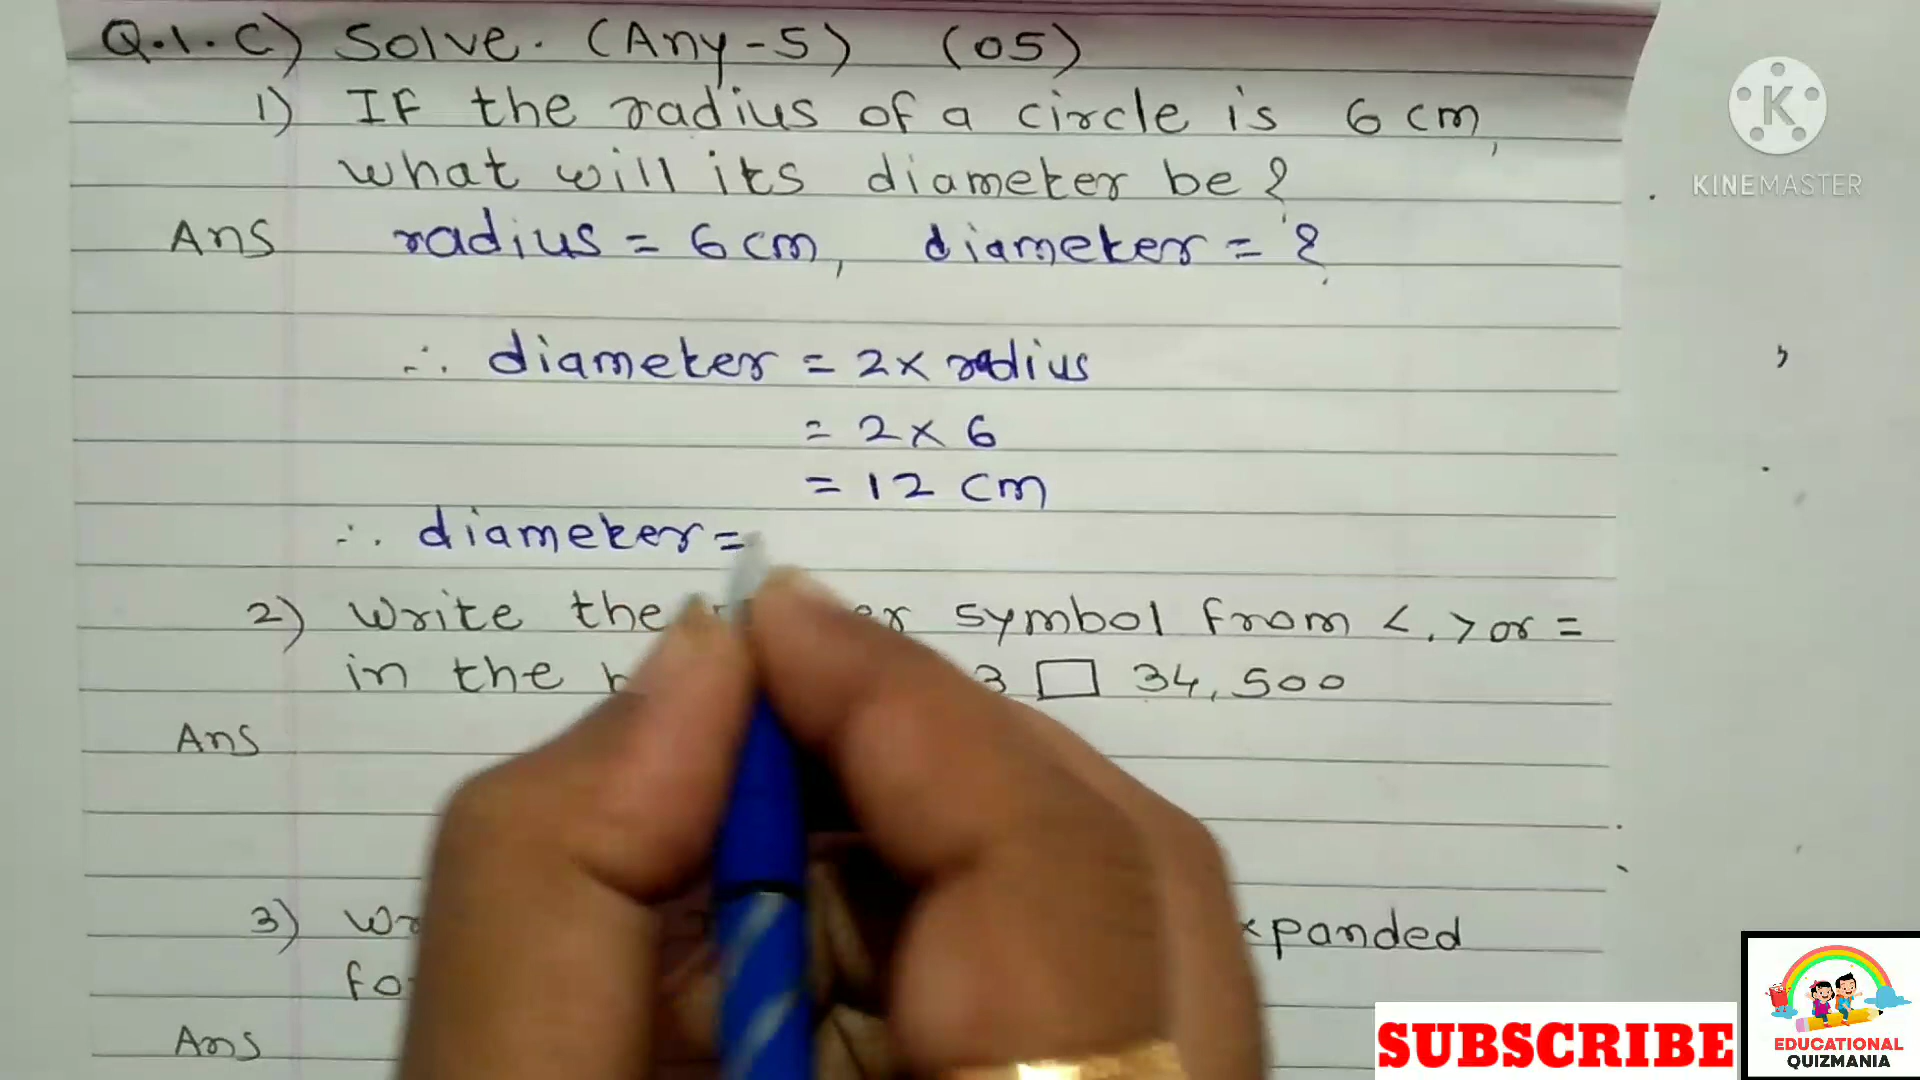 Q.1.C) Solve. (Any-5) (05)
1) If the radius of a circle is 6 cm,
what will its diameter be?
Ans radius = 6 cm, diameter = ?
∴ diameter = 2 × radius
= 2 × 6
= 12 cm
∴ diameter =
2) Write the symbol from <, > or =
in the 3 □ 34,500
Ans
3)
Ans
K
KINEMASTER
SUBSCRIBE
EDUCATIONAL
QUIZMANIA